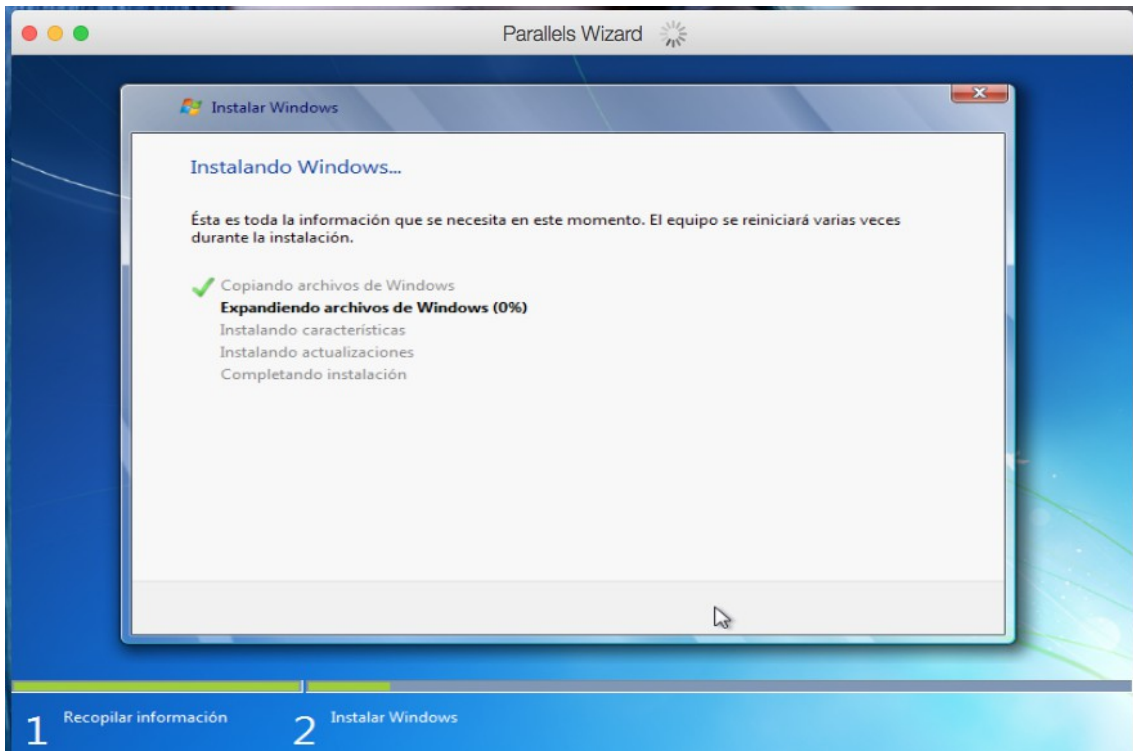 Parallels Wizard
Instalar Windows
Instalando Windows...
Ésta es toda la información que se necesita en este momento. El equipo se reiniciará varias veces
durante la instalación.
Copiando archivos de Windows
Expandiendo archivos de Windows (0%)
Instalando características
Instalando actualizaciones
Completando instalación
1 Recopilar información
2 Instalar Windows